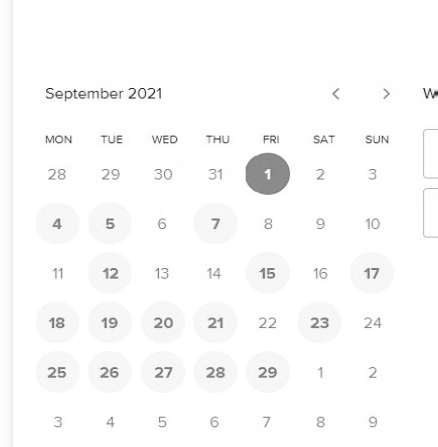 September 2021 < > W
MON TUE WED THU FRI SAT SUN
28 29 30 31 1 2 3
4 5 6 7 8 9 10
11 12 13 14 15 16 17
18 19 20 21 22 23 24
25 26 27 28 29 1 2
3 4 5 6 7 8 9